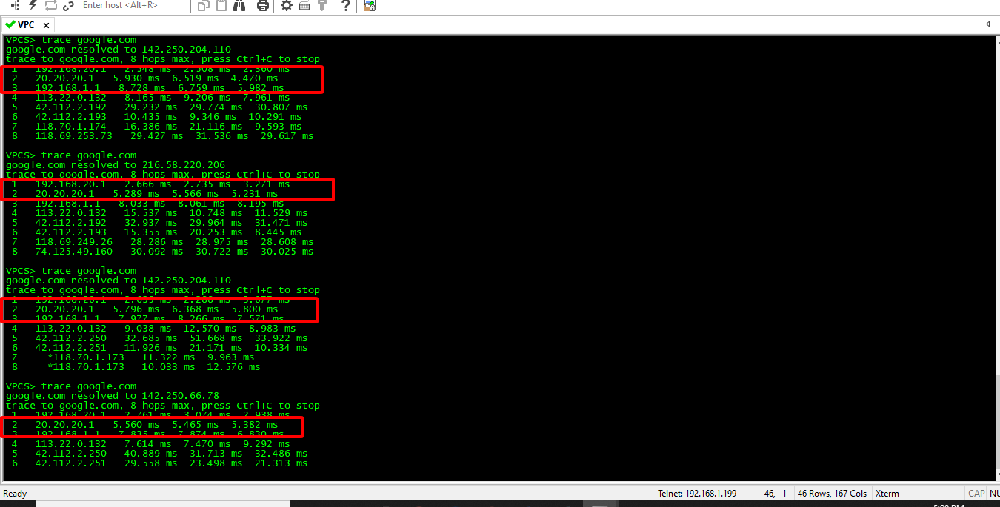 Enter host <Alt+R>
VPC
VPCS> trace google.com
google.com resolved to 142.250.204.110
trace to google.com, 8 hops max, press Ctrl+C to stop
1 192.168.20.1 2.548 ms 2.508 ms 2.960 ms
2 20.20.20.1 5.930 ms 6.519 ms 4.470 ms
3 192.168.1.1 8.728 ms 6.759 ms 5.982 ms
4 113.22.0.132 8.165 ms 9.206 ms 7.961 ms
5 42.112.2.192 29.232 ms 29.774 ms 30.807 ms
6 42.112.2.193 10.435 ms 9.346 ms 10.291 ms
7 118.70.1.174 16.386 ms 21.116 ms 9.593 ms
8 118.69.253.73 29.427 ms 31.536 ms 29.617 ms
VPCS> trace google.com
google.com resolved to 216.58.220.206
trace to google.com, 8 hops max, press Ctrl+C to stop
1 192.168.20.1 2.666 ms 2.735 ms 3.271 ms
2 20.20.20.1 5.289 ms 5.566 ms 5.231 ms
3 192.168.1.1 8.033 ms 8.061 ms 8.195 ms
4 113.22.0.132 15.537 ms 10.748 ms 11.529 ms
5 42.112.2.192 32.937 ms 29.964 ms 31.471 ms
6 42.112.2.193 15.355 ms 20.253 ms 8.445 ms
7 118.69.249.26 28.286 ms 28.975 ms 28.608 ms
8 74.125.49.160 30.092 ms 30.722 ms 30.025 ms
VPCS> trace google.com
google.com resolved to 142.250.204.110
trace to google.com, 8 hops max, press Ctrl+C to stop
1 192.168.20.1 ms ms ms
2 20.20.20.1 5.796 ms 6.368 ms 5.800 ms
3 192.168.1.1 7.977 ms 8.266 ms 7.571 ms
4 113.22.0.132 9.038 ms 12.570 ms 8.983 ms
5 42.112.2.250 32.685 ms 51.668 ms 33.922 ms
6 42.112.2.251 11.926 ms 21.171 ms 10.334 ms
7 *118.70.1.173 11.322 ms 9.963 ms
8 *118.70.1.173 10.033 ms 12.576 ms
VPCS> trace google.com
google.com resolved to 142.250.66.78
trace to google.com, 8 hops max, press Ctrl+C to stop
1 192.168.20.1 2.761 ms 3.074 ms 2.938 ms
2 20.20.20.1 5.560 ms 5.465 ms 5.382 ms
3 192.168.1.1 7.835 ms 7.874 ms 6.830 ms
4 113.22.0.132 7.614 ms 7.470 ms 9.292 ms
5 42.112.2.250 40.889 ms 31.713 ms 32.486 ms
6 42.112.2.251 29.558 ms 23.498 ms 21.313 ms
Ready Telnet: 192.168.1.199 46, 1 46 Rows, 167 Cols Xterm CAP NU